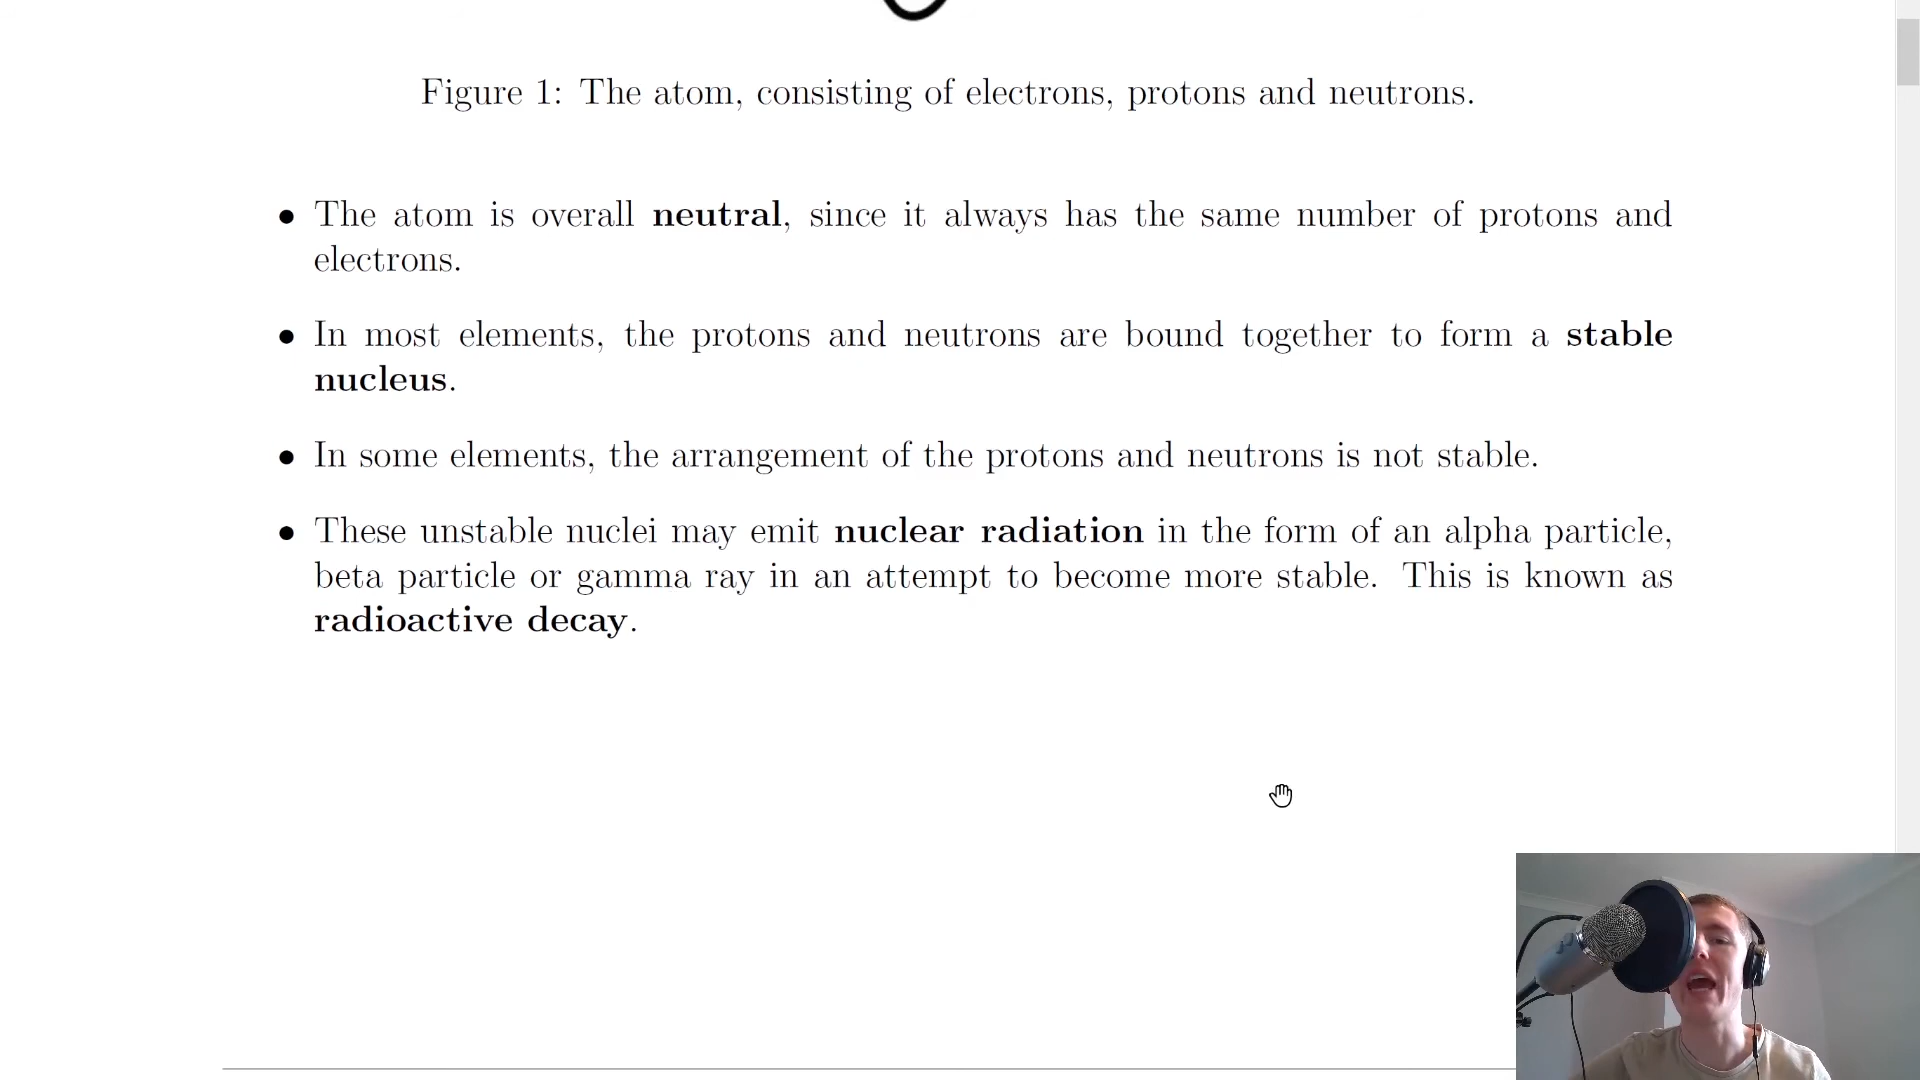 Figure 1: The atom, consisting of electrons, protons and neutrons.
• The atom is overall neutral, since it always has the same number of protons and
electrons.
• In most elements, the protons and neutrons are bound together to form a stable
nucleus.
• In some elements, the arrangement of the protons and neutrons is not stable.
• These unstable nuclei may emit nuclear radiation in the form of an alpha particle,
beta particle or gamma ray in an attempt to become more stable. This is known as
radioactive decay.